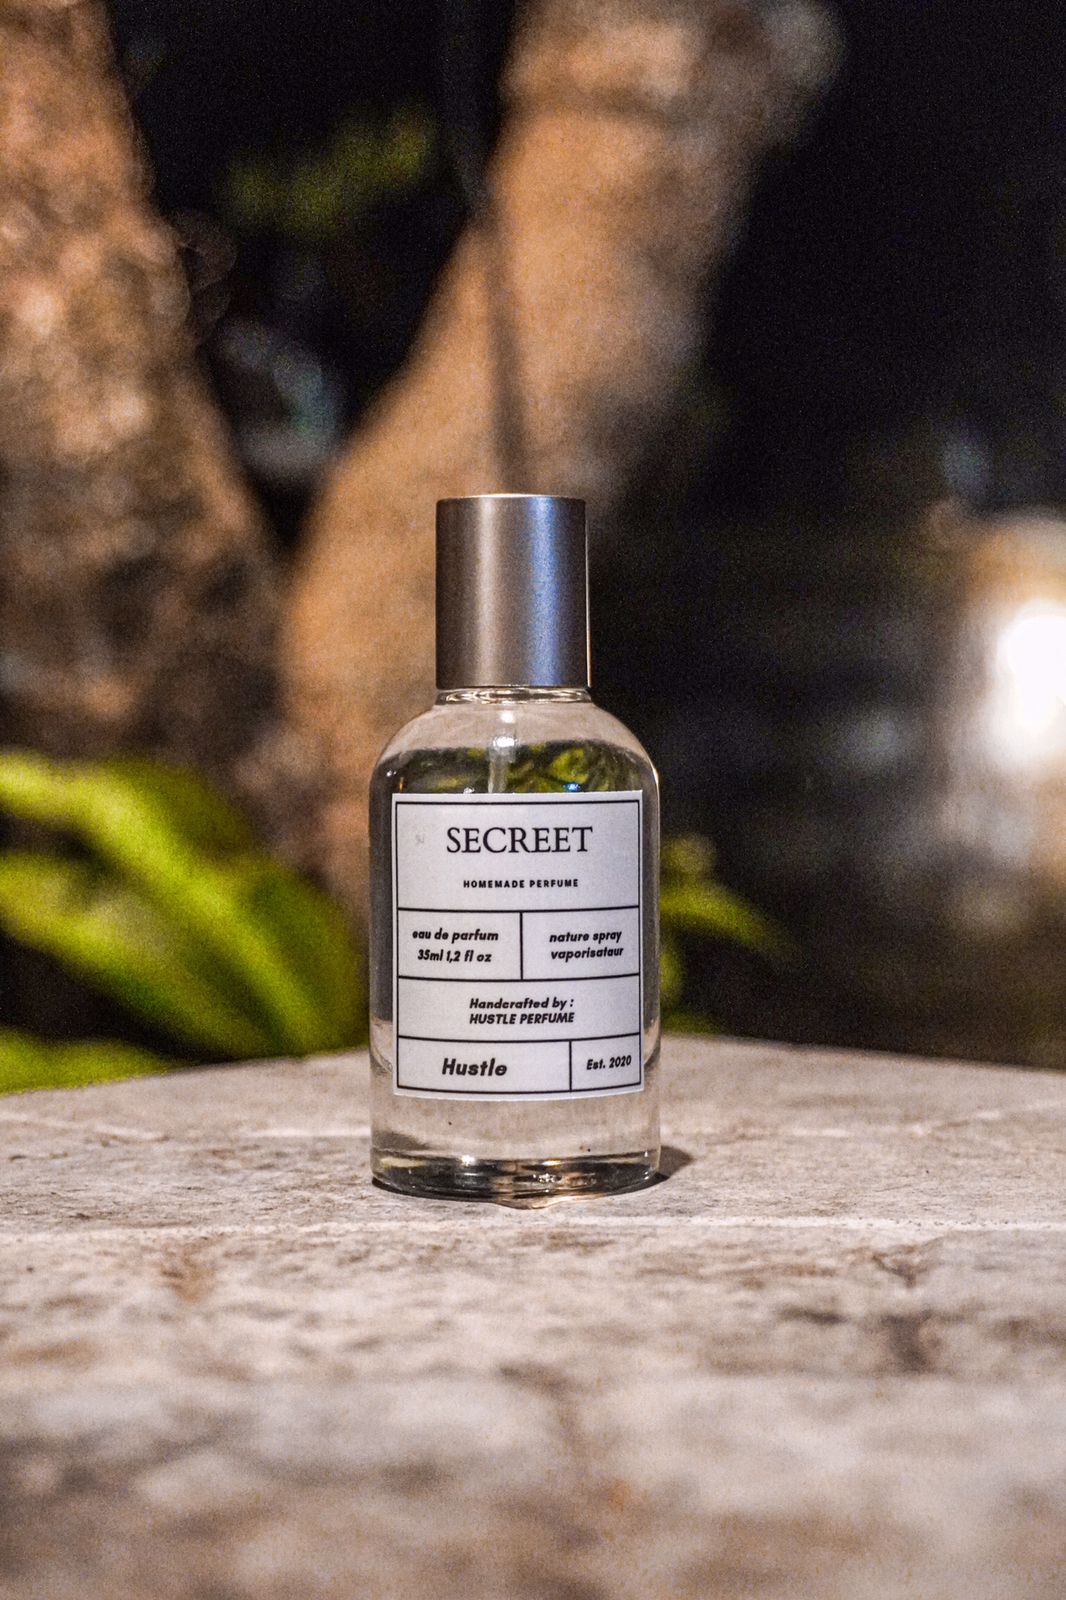 SECREET
HOMEMADE PERFUME
eau de parfum
35ml 1,2 fl oz
nature spray
vaporisataur
Handcrafted by :
HUSTLE PERFUME
Hustle
Est. 2020